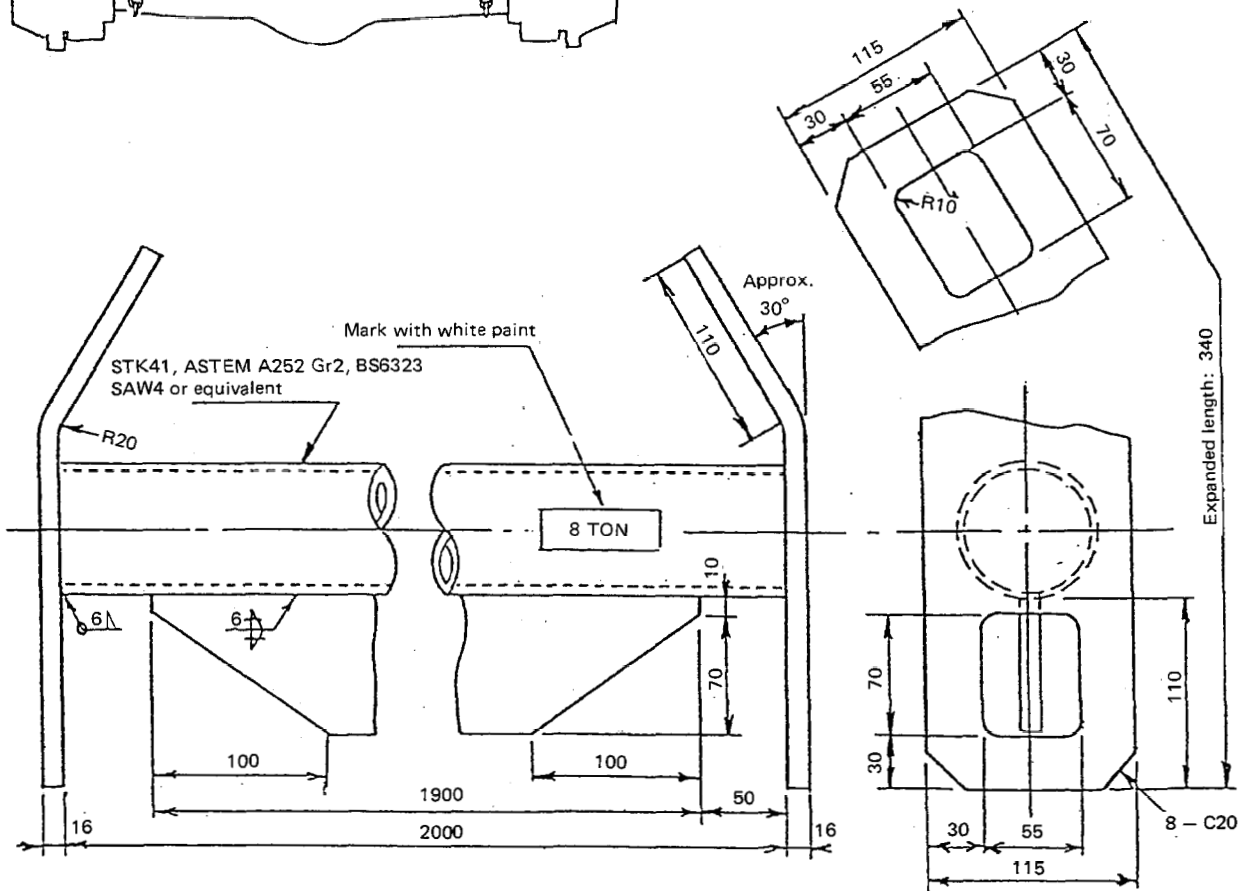 115
55
30
30
70
R10
Approx.
30°
110
Mark with white paint
STK41, ASTEM A252 Gr2, BS6323
SAW4 or equivalent
R20
Expanded length: 340
8 TON
10
6
6
70
70
110
30
100
100
1900
50
2000
16
16
30
55
115
8 – C20